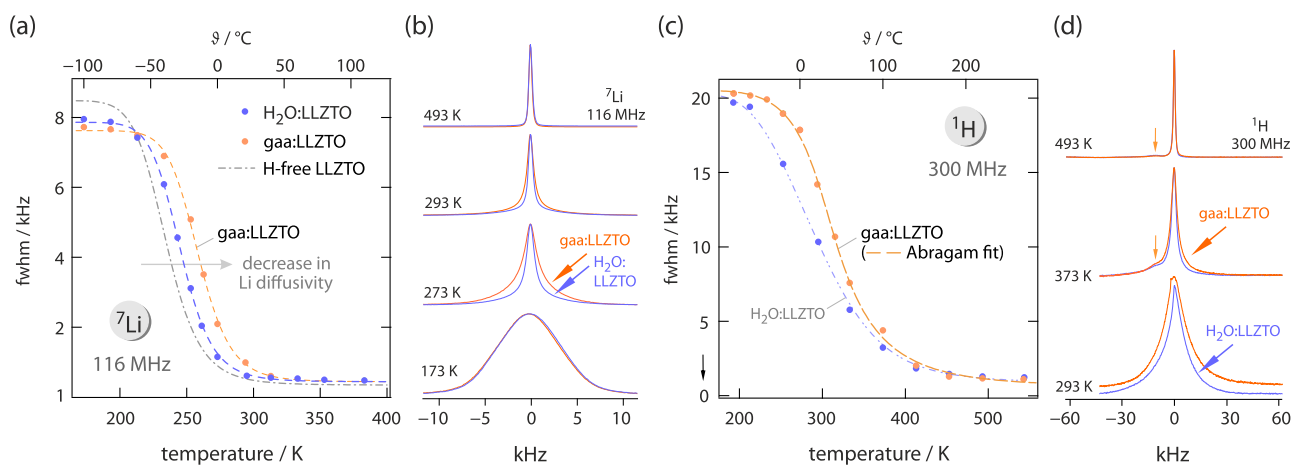 (a)
ϑ / °C
−100 −50 0 50 100
8
6
4
2
1
fwhm / kHz
H2O:LLZTO
gaa:LLZTO
H-free LLZTO
gaa:LLZTO
decrease in
Li diffusivity
7Li
116 MHz
200 250 300 350 400
temperature / K
(b)
7Li
116 MHz
493 K
293 K
gaa:LLZTO
H2O:
LLZTO
273 K
173 K
−10 −5 0 5 10
kHz
(c)
ϑ / °C
0 100 200
20
15
10
5
0
fwhm / kHz
1H
300 MHz
gaa:LLZTO
( Abragam fit)
H2O:LLZTO
200 300 400 500
temperature / K
(d)
1H
300 MHz
493 K
gaa:LLZTO
373 K
H2O:LLZTO
293 K
−60 −30 0 30 60
kHz